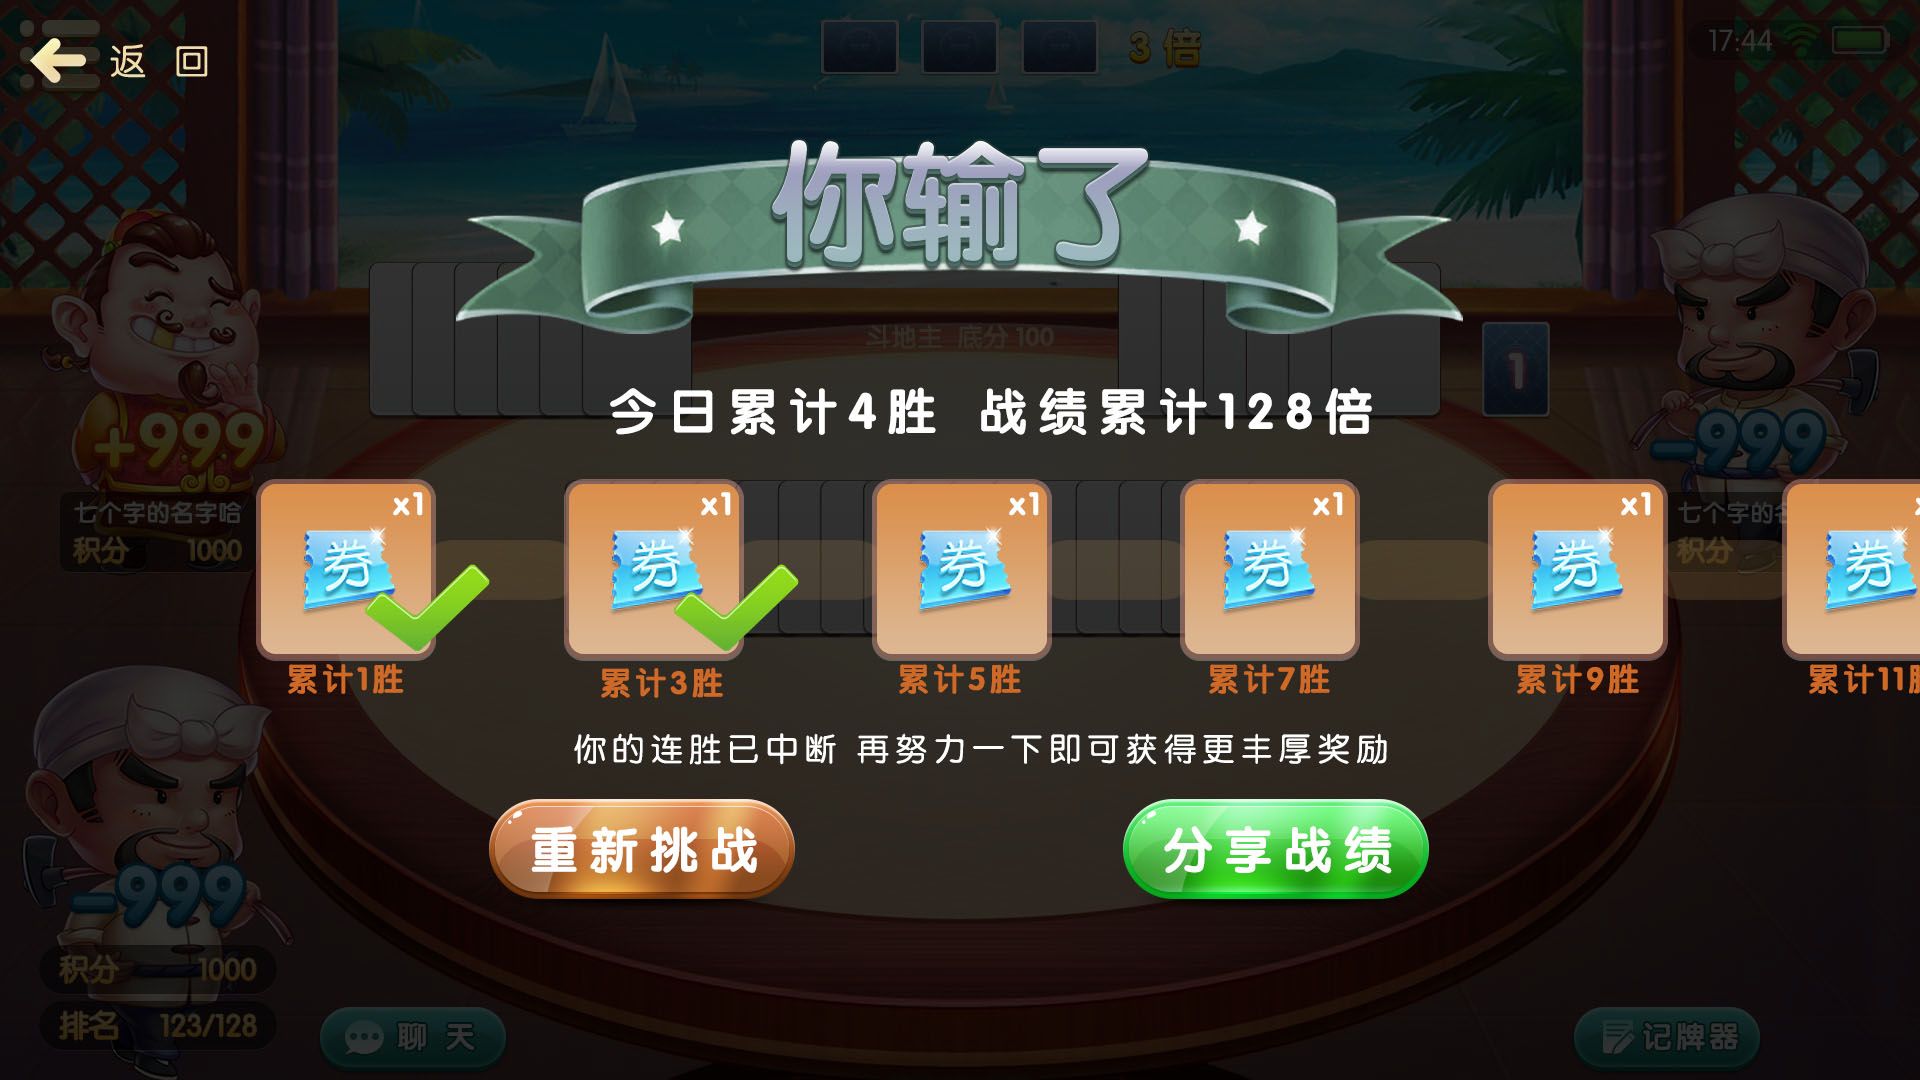 返 回
3倍
17:44
你输了
斗地主 底分 100
1
今日累计4胜 战绩累计128倍
+999
-999
七个字的名字哈
积分 1000
七个字的名
积分
x1
x1
x1
x1
x1
券
券
券
券
券
券
累计1胜
累计3胜
累计5胜
累计7胜
累计9胜
累计11胜
你的连胜已中断 再努力一下即可获得更丰厚奖励
重新挑战
分享战绩
-999
积分 1000
排名 123/128
聊 天
记牌器